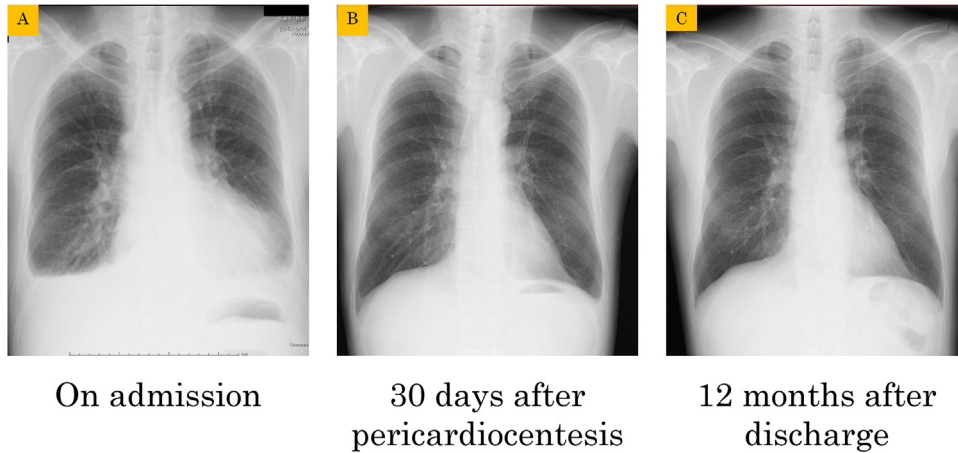 A
B
C
On admission
30 days after
pericardiocentesis
12 months after
discharge